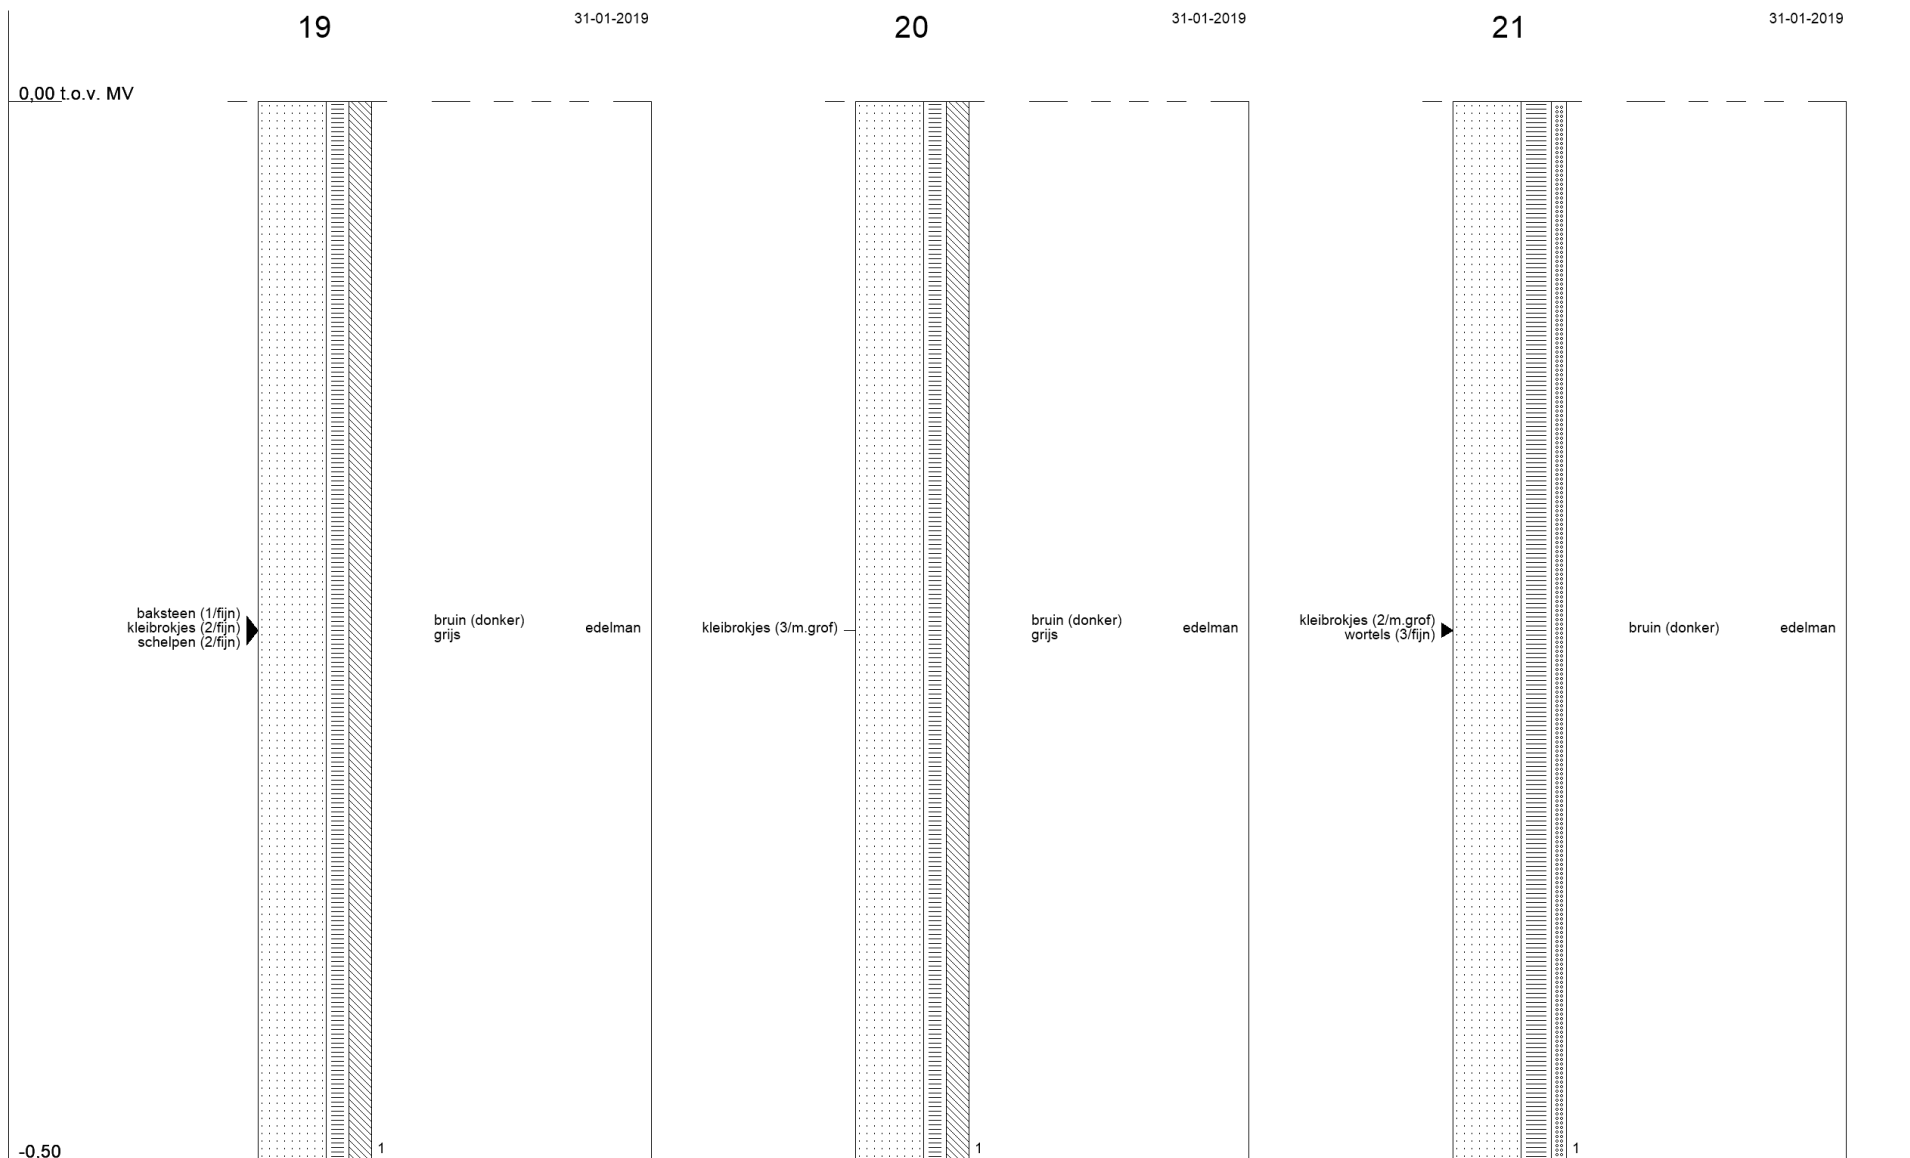 19
31-01-2019
20
31-01-2019
21
31-01-2019
0,00 t.o.v. MV
baksteen (1/fijn)
kleibrokjes (2/fijn)
schelpen (2/fijn)
bruin (donker)
grijs
edelman
kleibrokjes (3/m.grof)
bruin (donker)
grijs
edelman
kleibrokjes (2/m.grof)
wortels (3/fijn)
bruin (donker)
edelman
-0,50
1
1
1